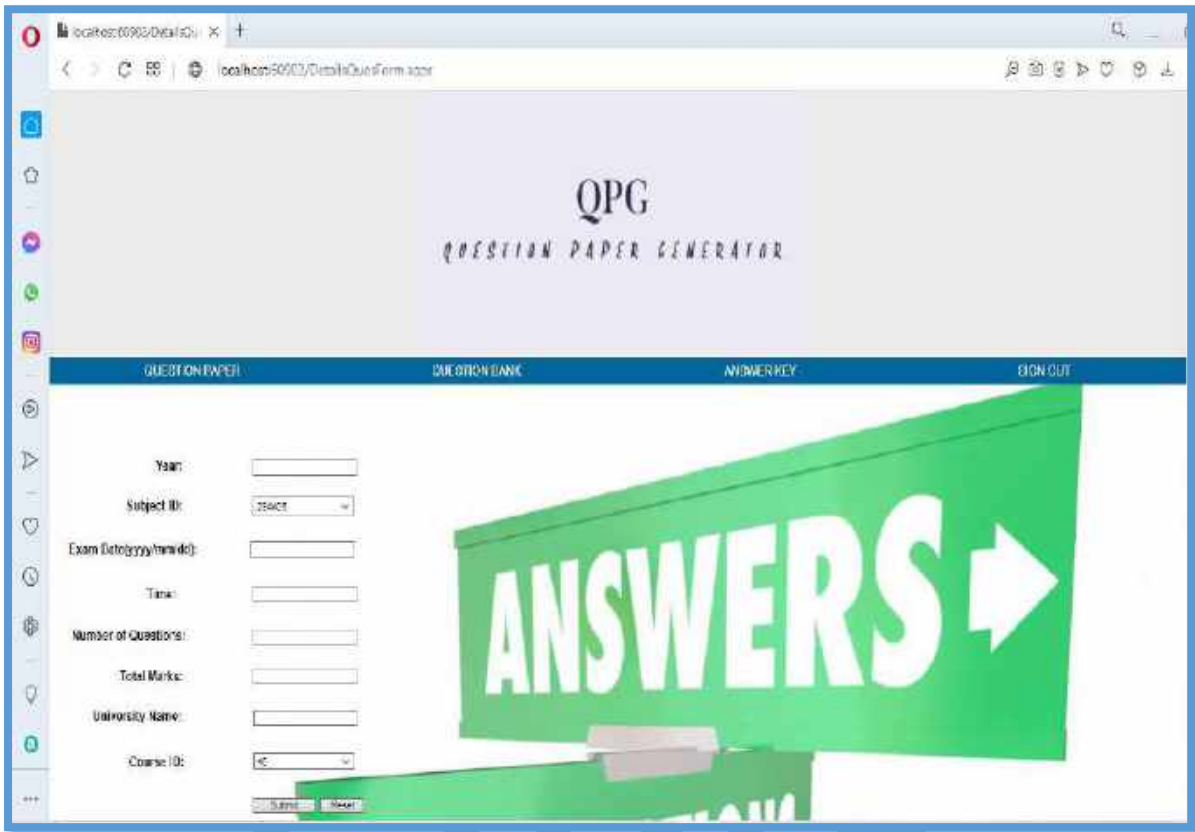 QPG
QUESTION PAPER GENERATOR
QUESTION PAPER QUESTION BANK ANSWER KEY SIGN OUT
Year:
Subject ID:
Exam Date(yyyy/mm/dd):
Time:
Number of Questions:
Total Marks:
University Name:
Course ID:
Submit Reset
ANSWERS